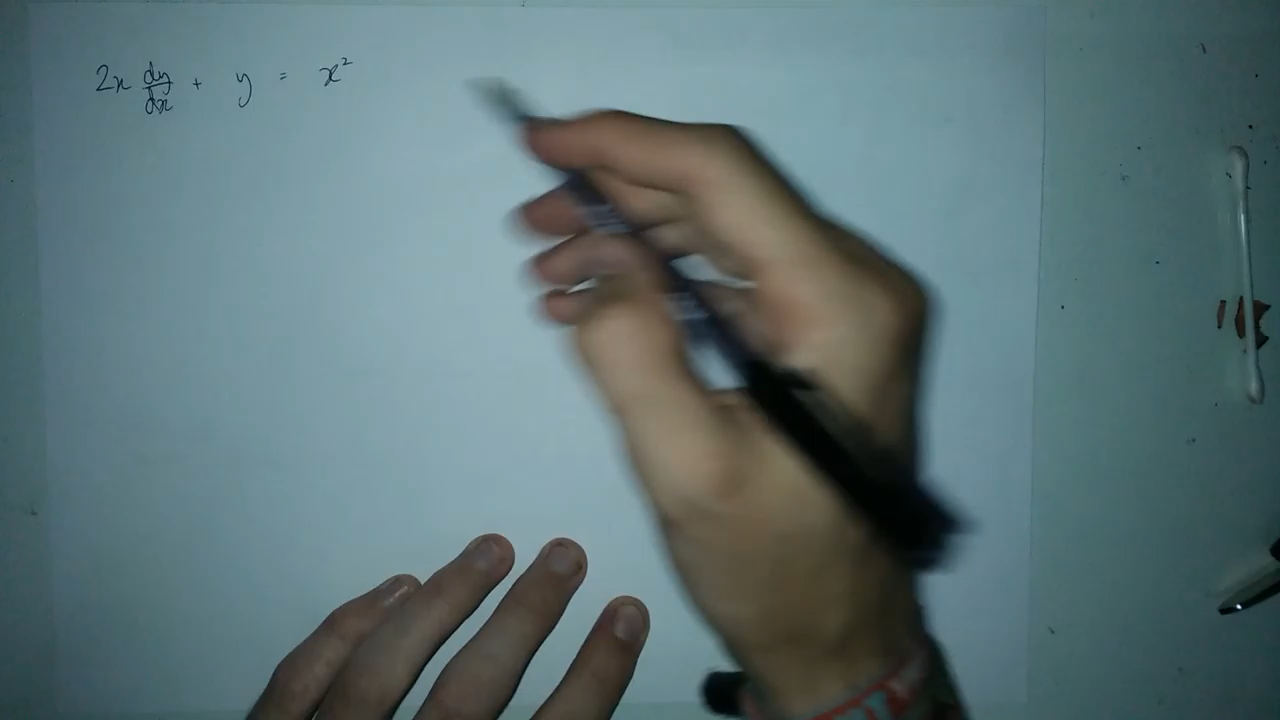 2x dy/dx + y = x²